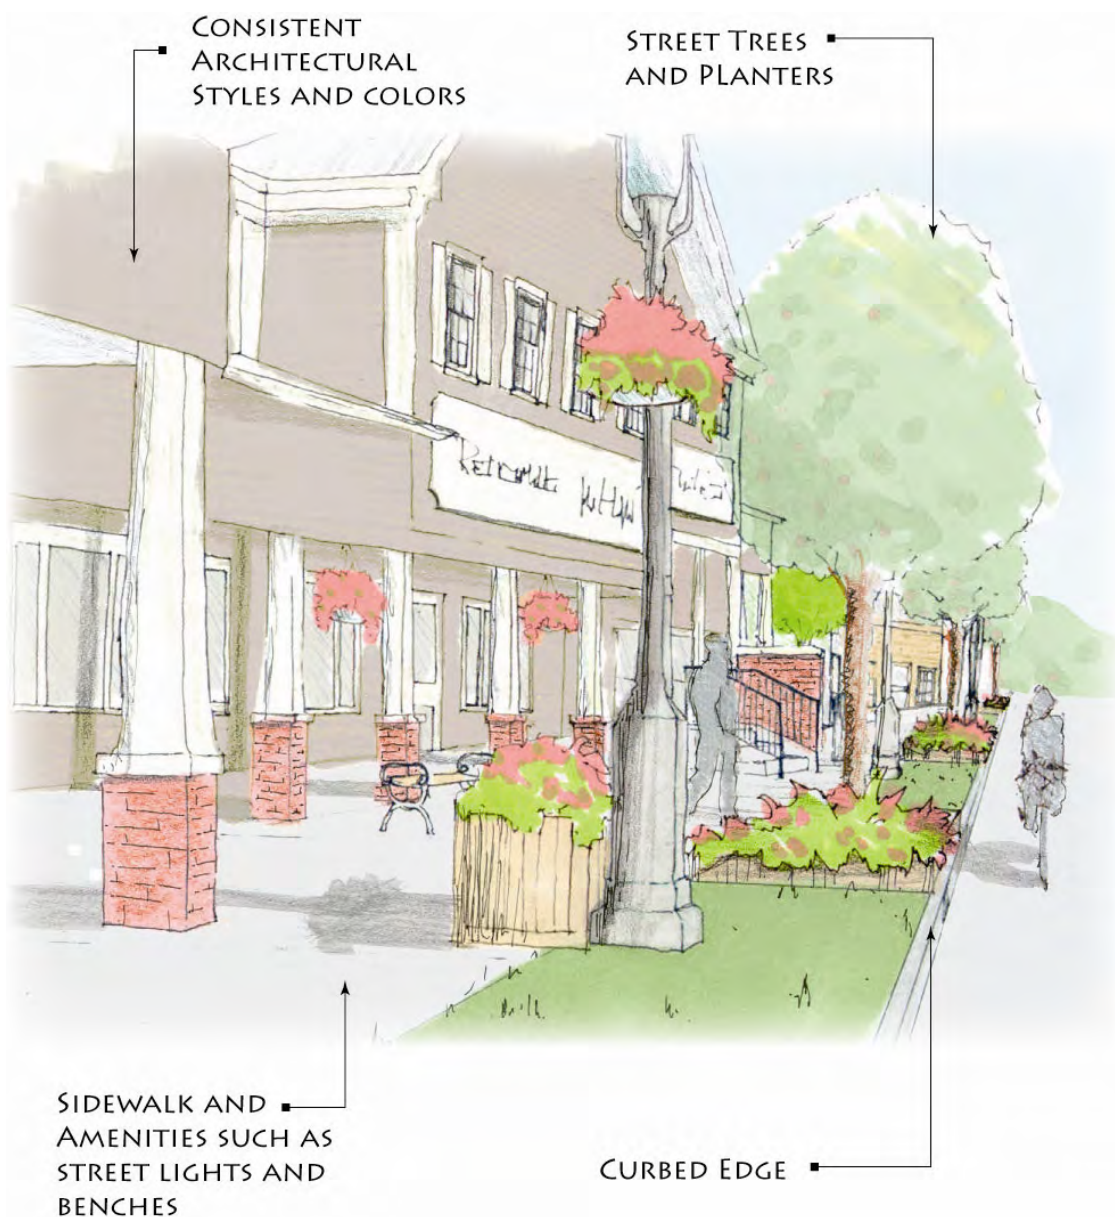 Consistent
Architectural
Styles and colors
Street Trees
and Planters
Sidewalk and
Amenities such as
street lights and
benches
Curbed Edge